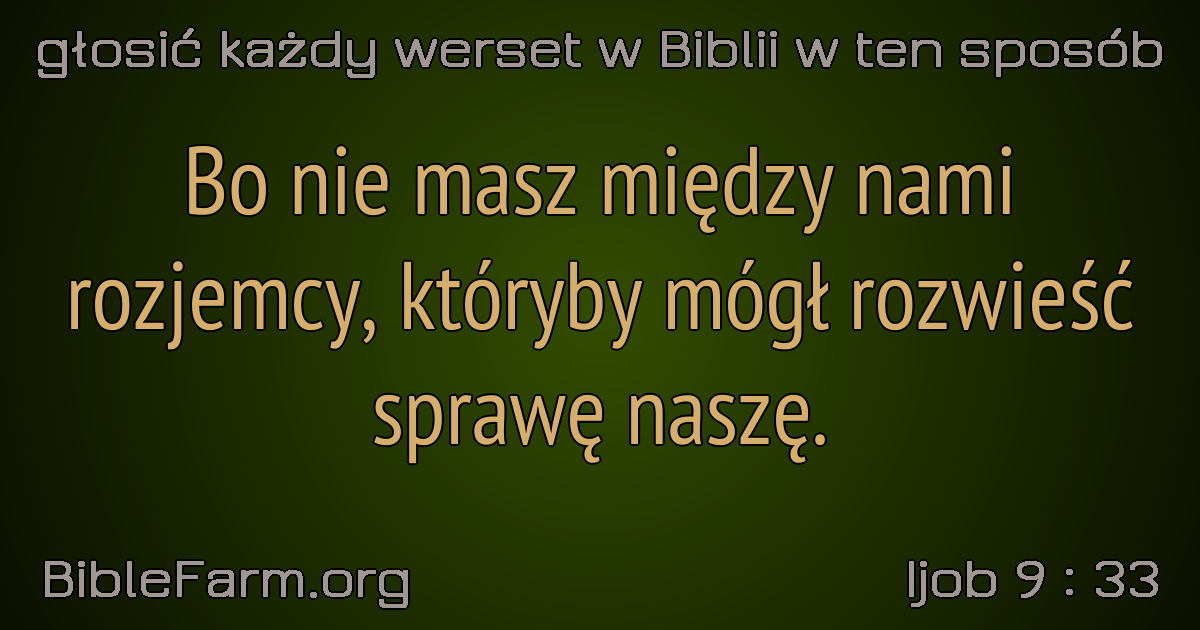 głosić każdy werset w Biblii w ten sposób
Bo nie masz między nami
rozjemcy, któryby mógł rozwieść
sprawę naszę.
BibleFarm.org
Ijob 9 : 33